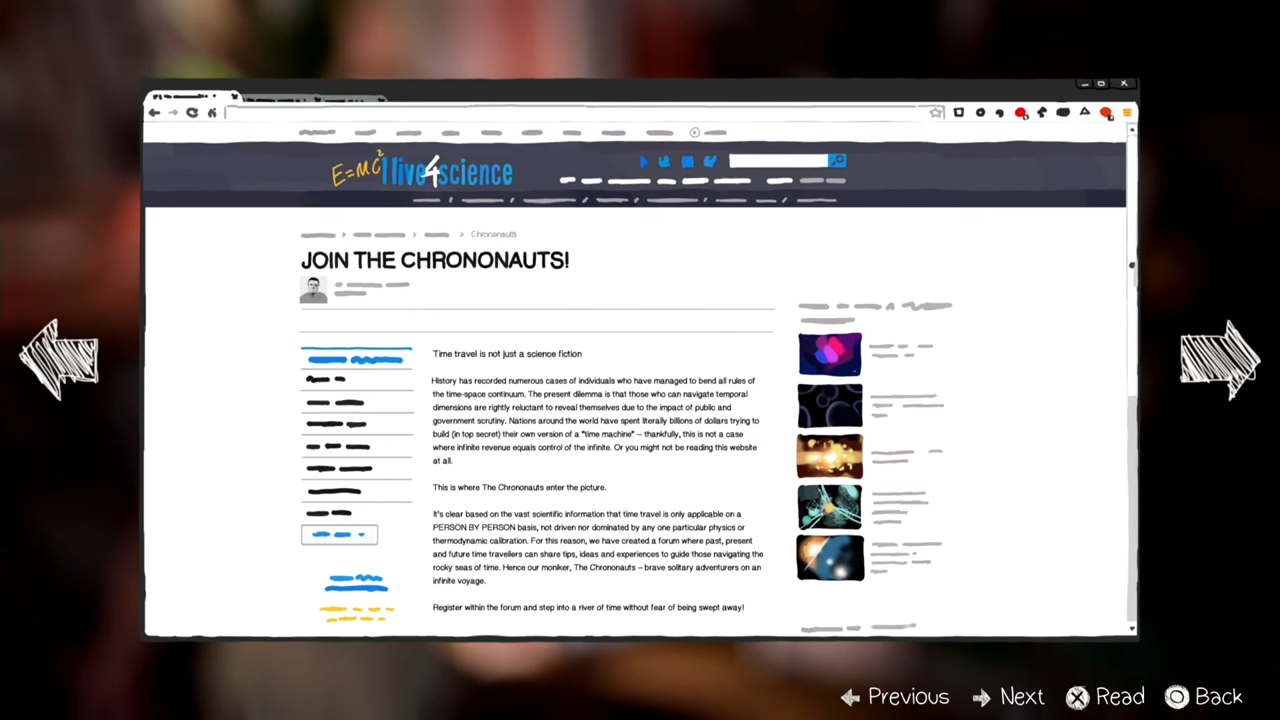 E=MC² I live4science
Chrononauts
JOIN THE CHRONONAUTS!
Time travel is not just a science fiction
History has recorded numerous cases of individuals who have managed to bend all rules of
the time-space continuum. The present dilemma is that those who can navigate temporal
dimensions are rightly reluctant to reveal themselves due to the impact of public and
government scrutiny. Nations around the world have spent literally billions of dollars trying to
build (in top secret) their own version of a "time machine" -- thankfully, this is not a case
where infinite revenue equals control of the infinite. Or you might not be reading this website
at all.
This is where The Chrononauts enter the picture.
It's clear based on the vast scientific information that time travel is only applicable on a
PERSON BY PERSON basis, not driven nor dominated by any one particular physics or
thermodynamic calibration. For this reason, we have created a forum where past, present
and future time travellers can share tips, ideas and experiences to guide those navigating the
rocky seas of time. Hence our moniker, The Chrononauts – brave solitary adventurers on an
infinite voyage.
Register within the forum and step into a river of time without fear of being swept away!
Previous Next Read Back